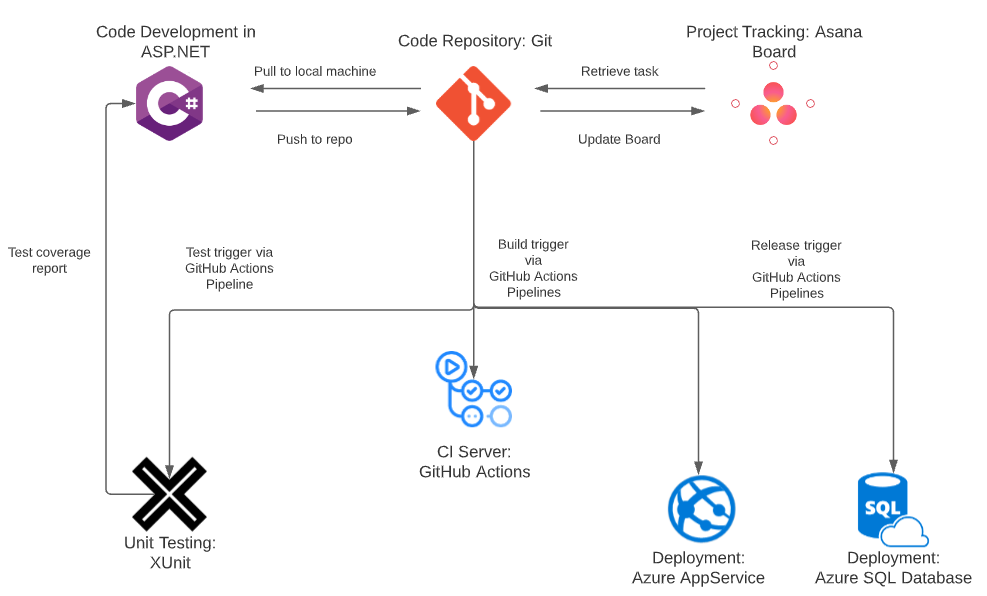 Code Development in
ASP.NET
Code Repository: Git
Project Tracking: Asana
Board
Pull to local machine
Retrieve task
C#
Push to repo
Update Board
Test coverage
report
Test trigger via
GitHub Actions
Pipeline
Build trigger
via
GitHub Actions
Pipelines
Release trigger
via
GitHub Actions
Pipelines
CI Server:
GitHub Actions
SQL
Unit Testing:
XUnit
Deployment:
Azure AppService
Deployment:
Azure SQL Database